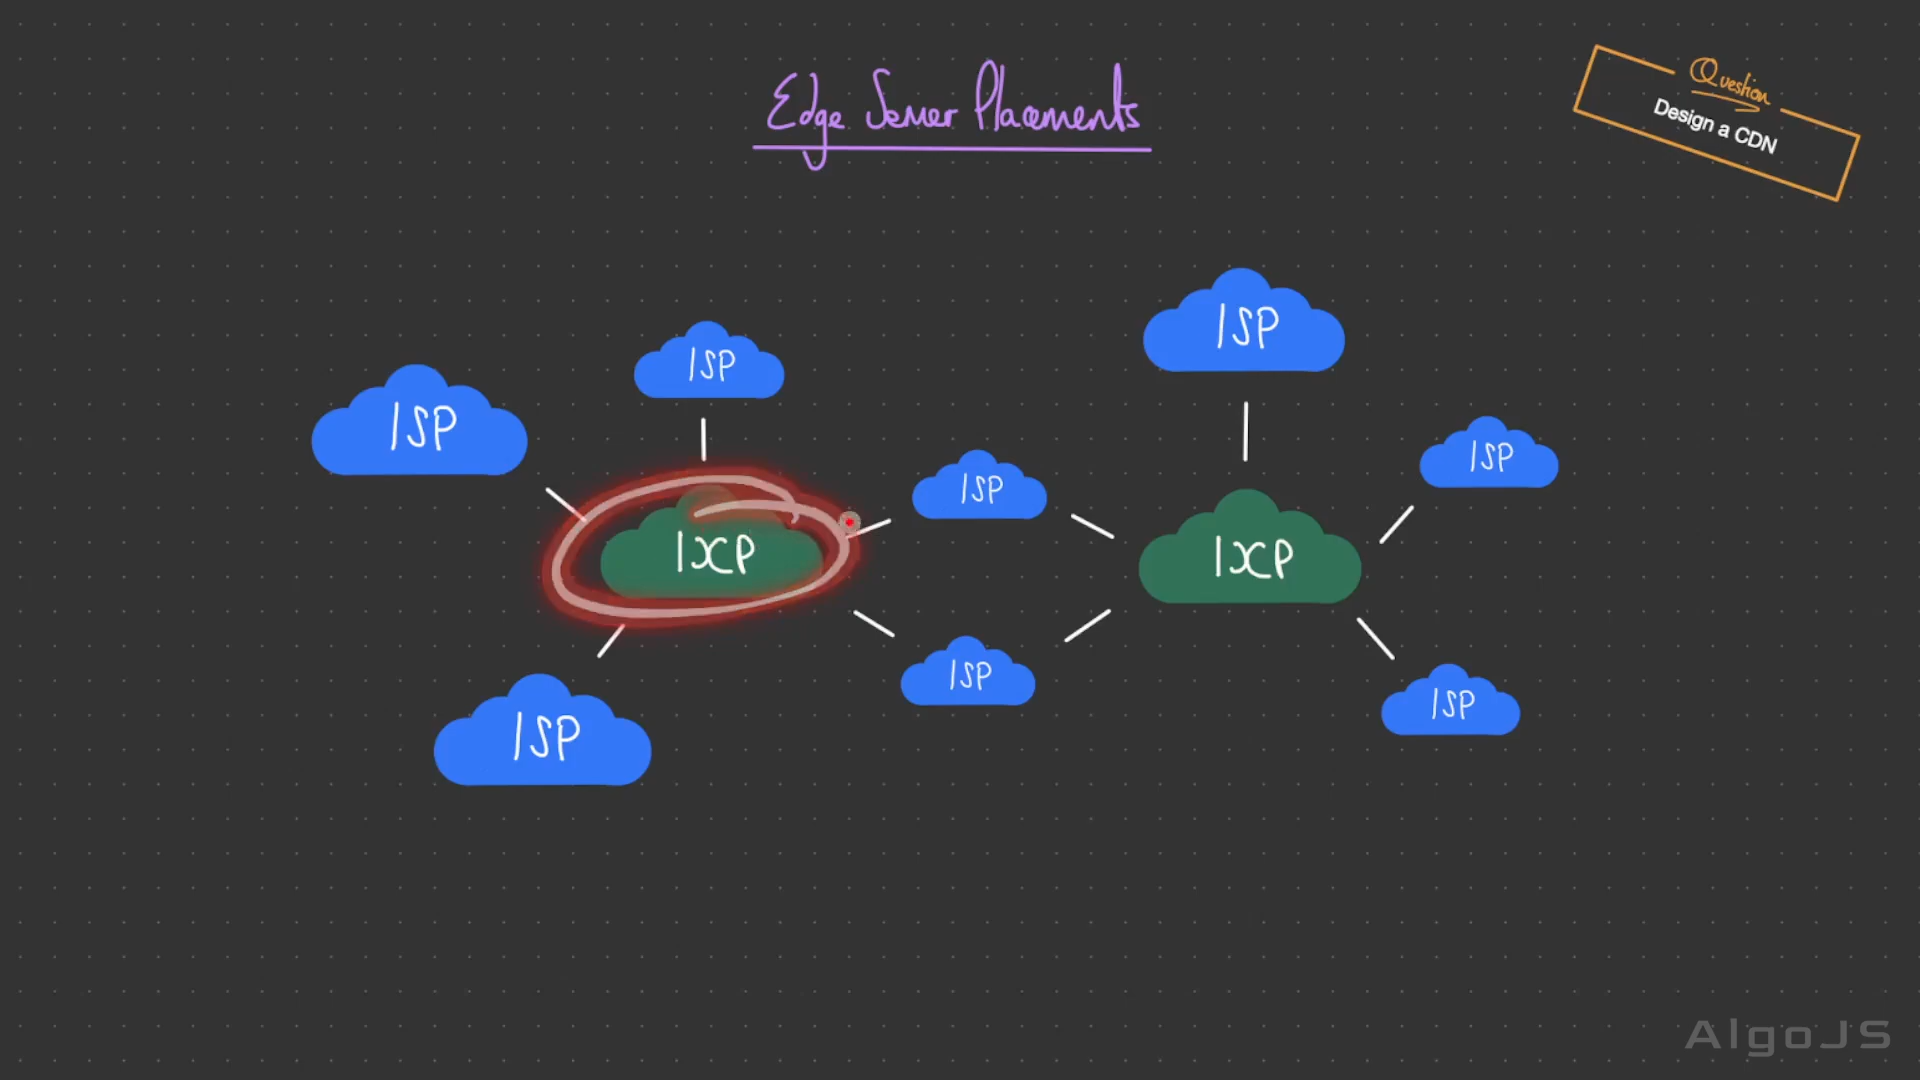 Edge Server Placements
Question
Design a CDN
ISP
ISP
ISP
ISP
ISP
ISP
IXP
IXP
ISP
ISP
ISP
AlgoJS